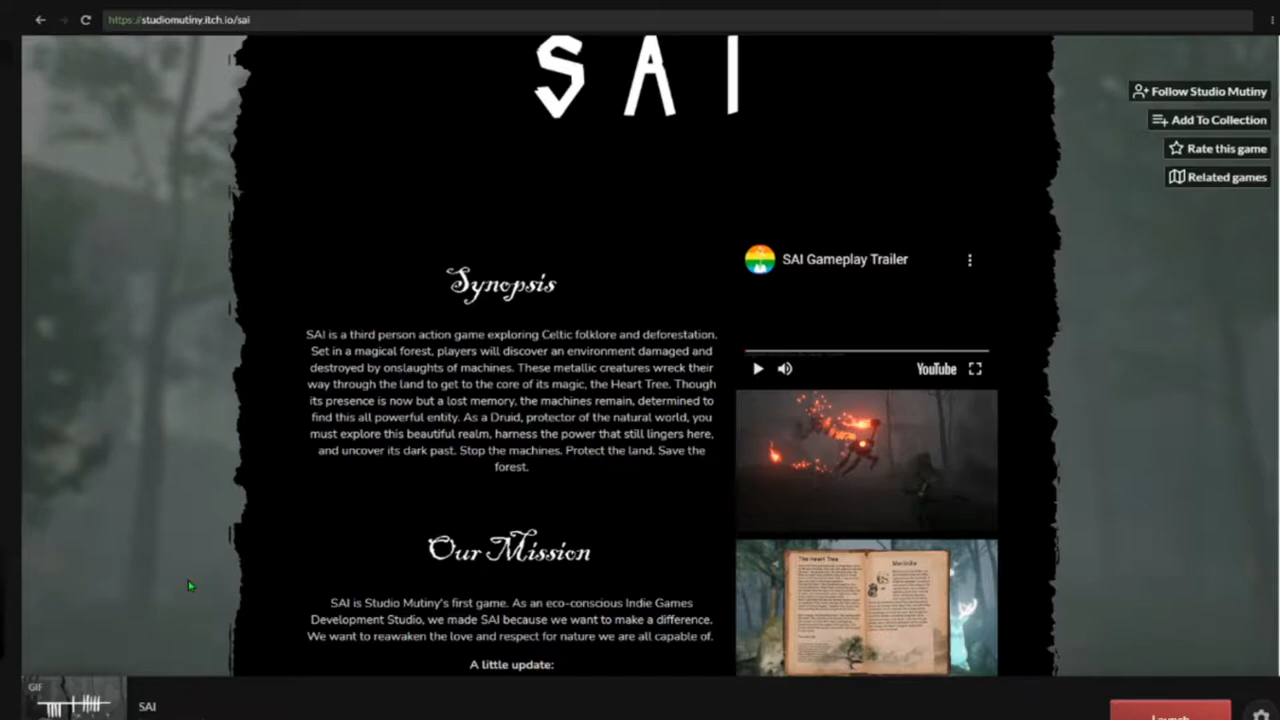 https://studiomutiny.itch.io/sai
SAI
Follow Studio Mutiny
Add To Collection
Rate this game
Related games
SAI Gameplay Trailer
Synopsis
SAI is a third person action game exploring Celtic folklore and deforestation.
Set in a magical forest, players will discover an environment damaged and
destroyed by onslaughts of machines. These metallic creatures wreck their
way through the land to get to the core of its magic, the Heart Tree. Though
its presence is now but a lost memory, the machines remain, determined to
find this all powerful entity. As a Druid, protector of the natural world, you
must explore this beautiful realm, harness the power that still lingers here,
and uncover its dark past. Stop the machines. Protect the land. Save the
forest.
YouTube
Our Mission
SAI is Studio Mutiny's first game. As an eco-conscious Indie Games
Development Studio, we made SAI because we want to make a difference.
We want to reawaken the love and respect for nature we are all capable of.
A little update:
The Heart Tree
GIF
SAI
Launch